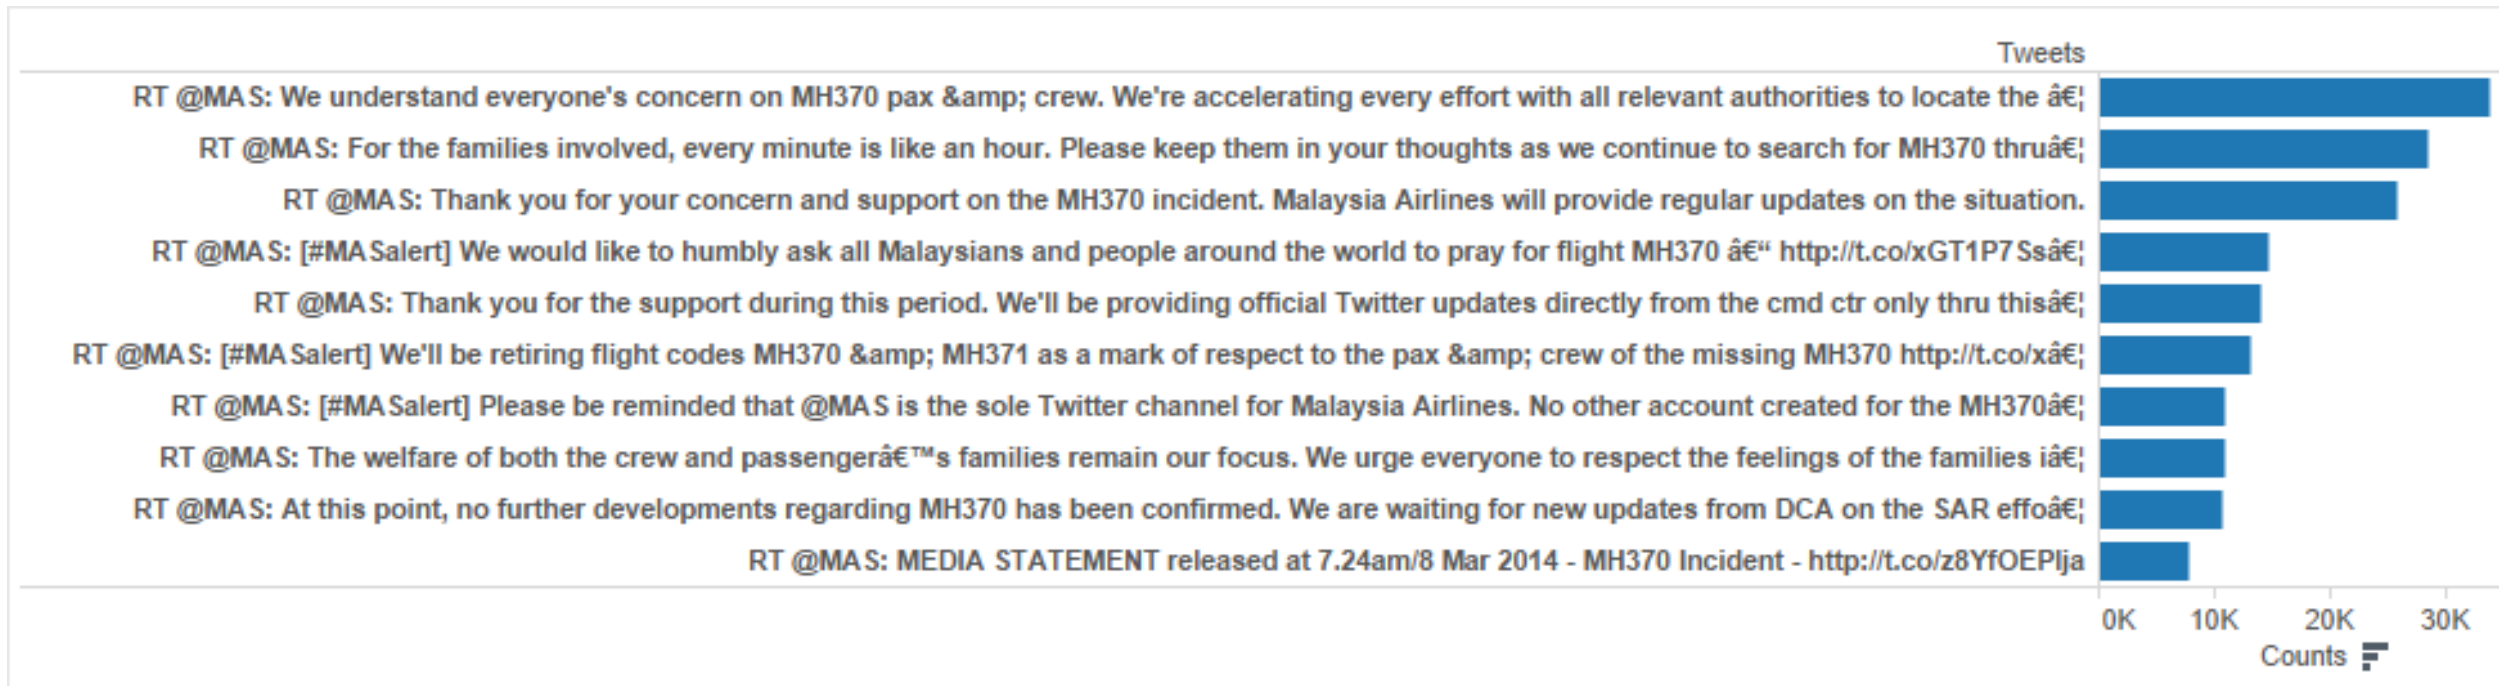 Tweets
RT @MAS: We understand everyone's concern on MH370 pax &amp; crew. We're accelerating every effort with all relevant authorities to locate the â€¦
RT @MAS: For the families involved, every minute is like an hour. Please keep them in your thoughts as we continue to search for MH370 thruâ€¦
RT @MAS: Thank you for your concern and support on the MH370 incident. Malaysia Airlines will provide regular updates on the situation.
RT @MAS: [#MASalert] We would like to humbly ask all Malaysians and people around the world to pray for flight MH370 â€“ http://t.co/xGT1P7Ssâ€¦
RT @MAS: Thank you for the support during this period. We'll be providing official Twitter updates directly from the cmd ctr only thru thisâ€¦
RT @MAS: [#MASalert] We'll be retiring flight codes MH370 &amp; MH371 as a mark of respect to the pax &amp; crew of the missing MH370 http://t.co/xâ€¦
RT @MAS: [#MASalert] Please be reminded that @MAS is the sole Twitter channel for Malaysia Airlines. No other account created for the MH370â€¦
RT @MAS: The welfare of both the crew and passengerâ€™s families remain our focus. We urge everyone to respect the feelings of the families iâ€¦
RT @MAS: At this point, no further developments regarding MH370 has been confirmed. We are waiting for new updates from DCA on the SAR effoâ€¦
RT @MAS: MEDIA STATEMENT released at 7.24am/8 Mar 2014 - MH370 Incident - http://t.co/z8YfOEPlja
0K 10K 20K 30K
Counts